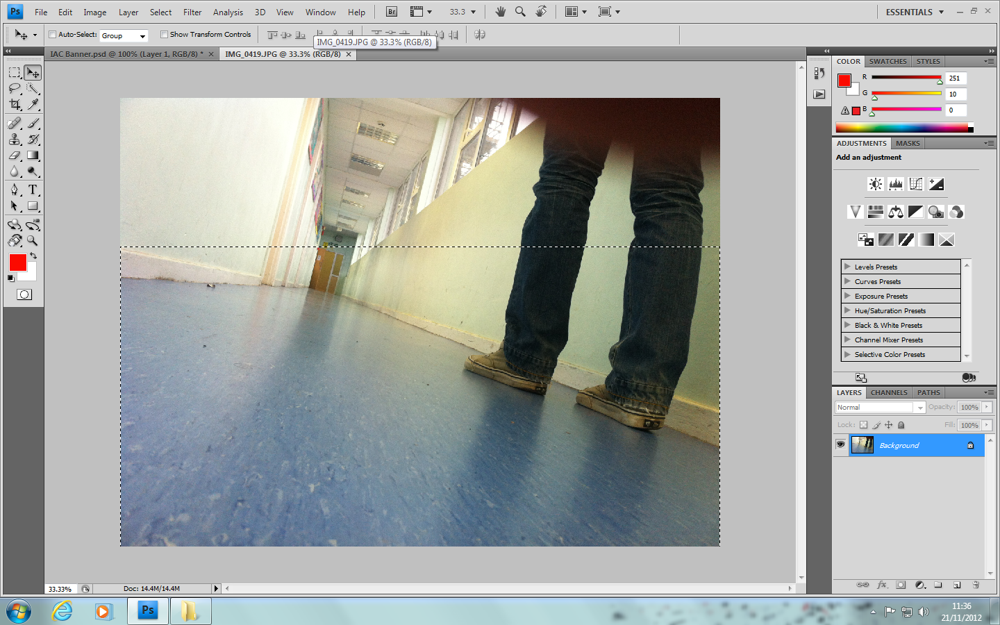 Ps File Edit Image Layer Select Filter Analysis 3D View Window Help Br 33.3 ESSENTIALS
Auto-Select: Group Show Transform Controls
IMG_0419.JPG @ 33.3% (RGB/8)
IAC Banner.psd @ 100% (Layer 1, RGB/8) * IMG_0419.JPG @ 33.3% (RGB/8)
COLOR SWATCHES STYLES
R 251
G 10
B 0
ADJUSTMENTS MASKS
Add an adjustment
Levels Presets
Curves Presets
Exposure Presets
Hue/Saturation Presets
Black & White Presets
Channel Mixer Presets
Selective Color Presets
LAYERS CHANNELS PATHS
Normal Opacity: 100%
Lock: Fill: 100%
Background
33.33% Doc: 14.4M/14.4M
Ps
11:36
21/11/2012